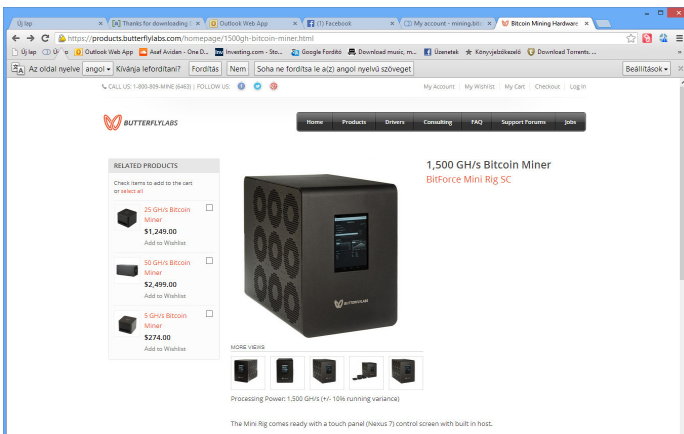 Új lap
Thanks for downloading
Outlook Web App
(1) Facebook
My account - mining.bitc
Bitcoin Mining Hardware
https://products.butterflylabs.com/homepage/1500gh-bitcoin-miner.html
Új lap
Outlook Web App
Asaf Avidan - One D...
Investing.com - Sto...
Google Fordító
Download music, m...
Üzenetek
Könyvjelzőkezelő
Download Torrents. ...
Az oldal nyelve angol Kívánja lefordítani? Fordítás Nem Soha ne fordítsa le a(z) angol nyelvű szöveget Beállítások
CALL US: 1-800-809-MINE (6463) | FOLLOW US:
My Account My Wishlist My Cart Checkout Log In
BUTTERFLYLABS
Home Products Drivers Consulting FAQ Support Forums Jobs
RELATED PRODUCTS
Check items to add to the cart
or select all
25 GH/s Bitcoin
Miner
$1,249.00
Add to Wishlist
50 GH/s Bitcoin
Miner
$2,499.00
Add to Wishlist
5 GH/s Bitcoin
Miner
$274.00
Add to Wishlist
BUTTERFLYLABS
1,500 GH/s Bitcoin Miner
BitForce Mini Rig SC
MORE VIEWS
Processing Power: 1,500 GH/s (+/- 10% running variance)
The Mini Rig comes ready with a touch panel (Nexus 7) control screen with built in host.